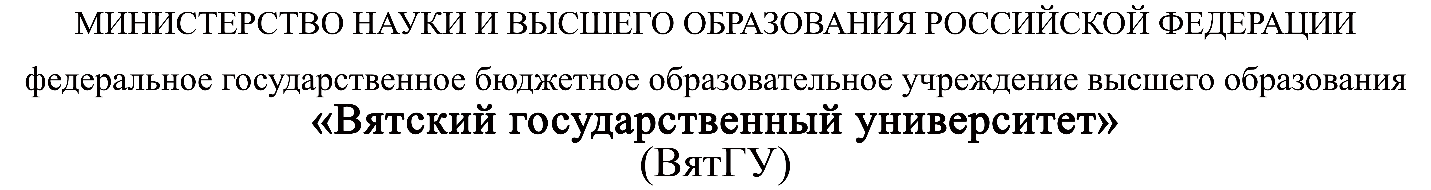 МИНИСТЕРСТВО НАУКИ И ВЫСШЕГО ОБРАЗОВАНИЯ РОССИЙСКОЙ ФЕДЕРАЦИИ
федеральное государственное бюджетное образовательное учреждение высшего образования
«Вятский государственный университет»
(ВятГУ)